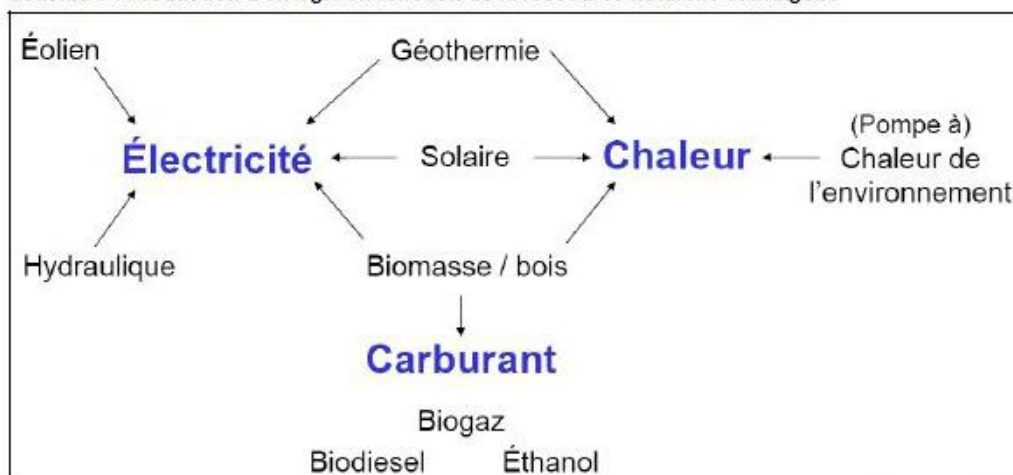 Éolien
Géothermie
Électricité
Solaire
Chaleur
(Pompe à)
Chaleur de
l'environnement
Hydraulique
Biomasse / bois
Carburant
Biogaz
Biodiesel
Éthanol